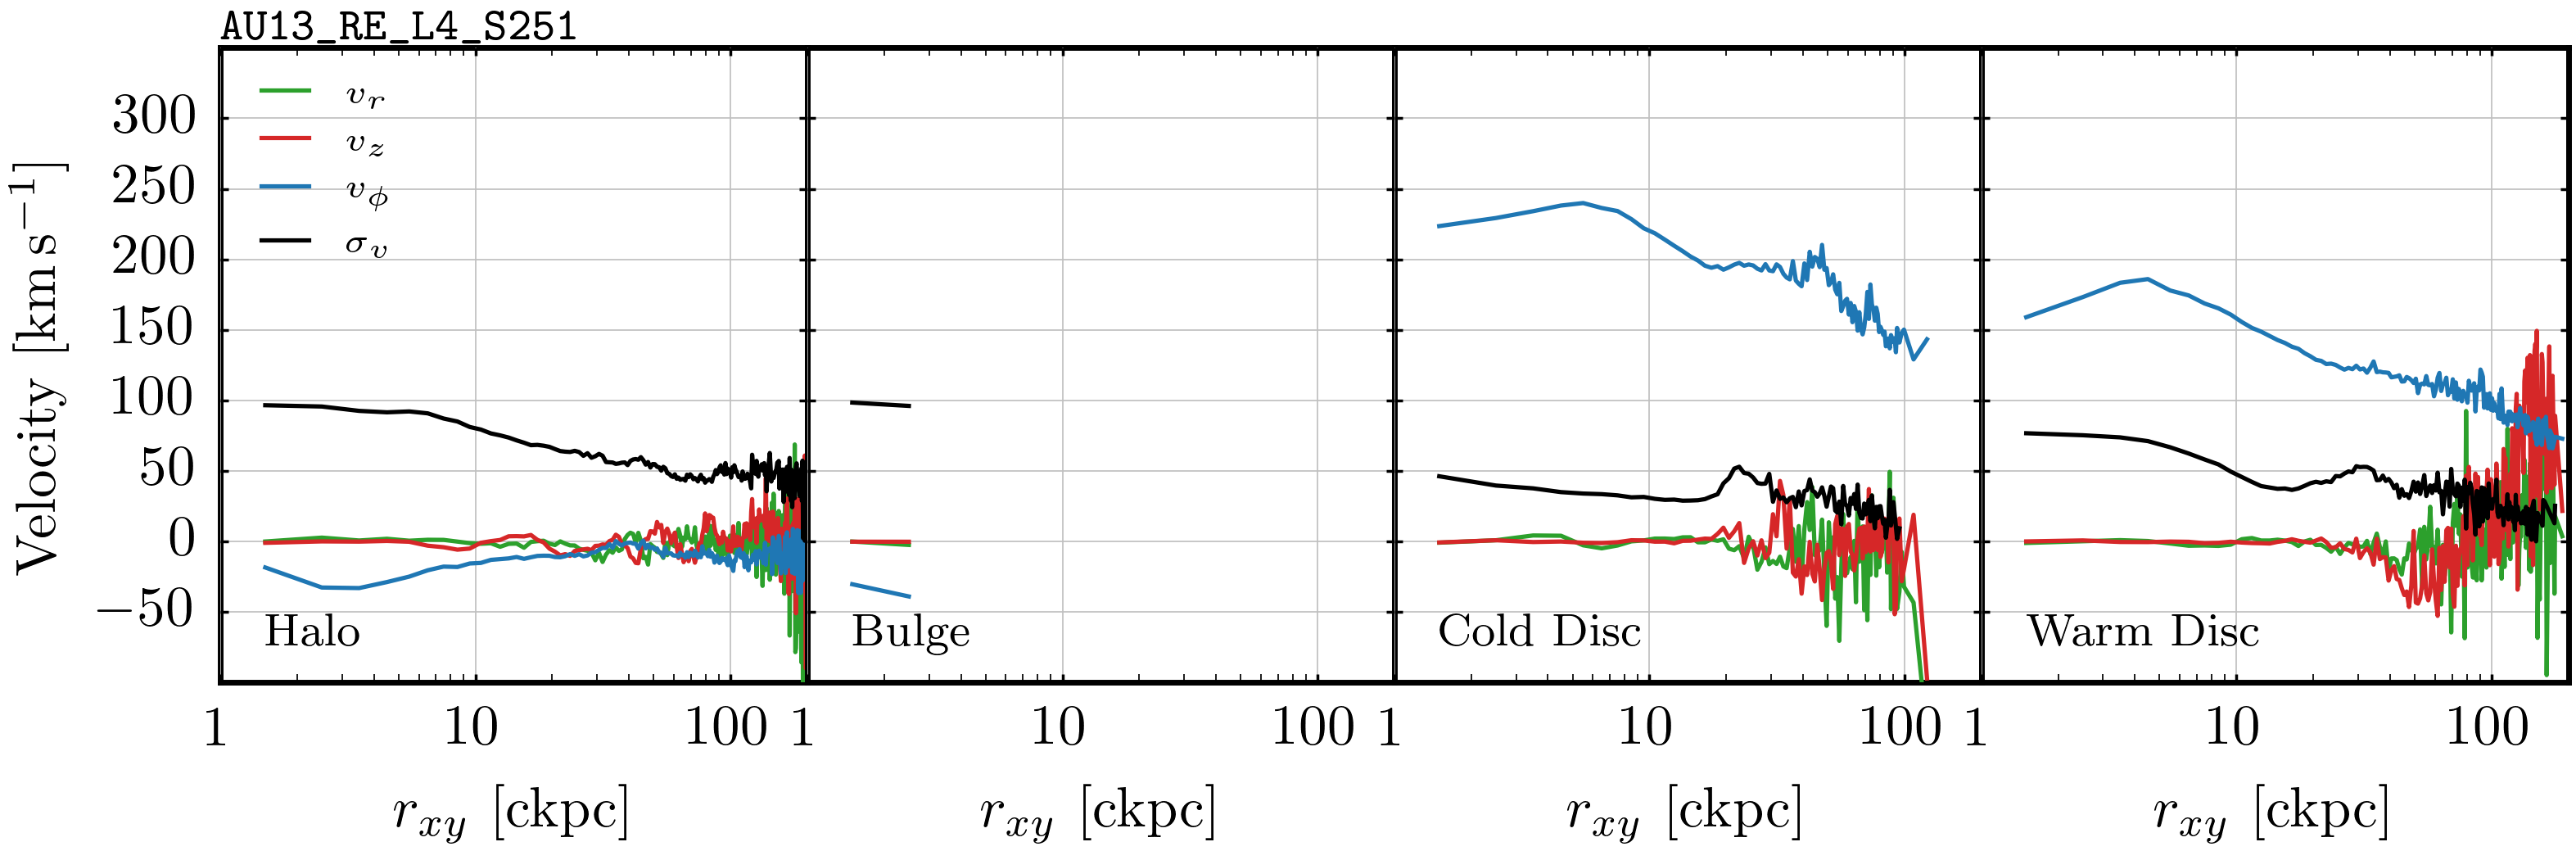 AU13_RE_L4_S251
Velocity [km s⁻¹]
300
250
200
150
100
50
0
−50
v_r
v_z
v_ϕ
σ_v
Halo
Bulge
Cold Disc
Warm Disc
1 10 100 1 10 100 1 10 100 1 10 100
r_xy [ckpc] r_xy [ckpc] r_xy [ckpc] r_xy [ckpc]